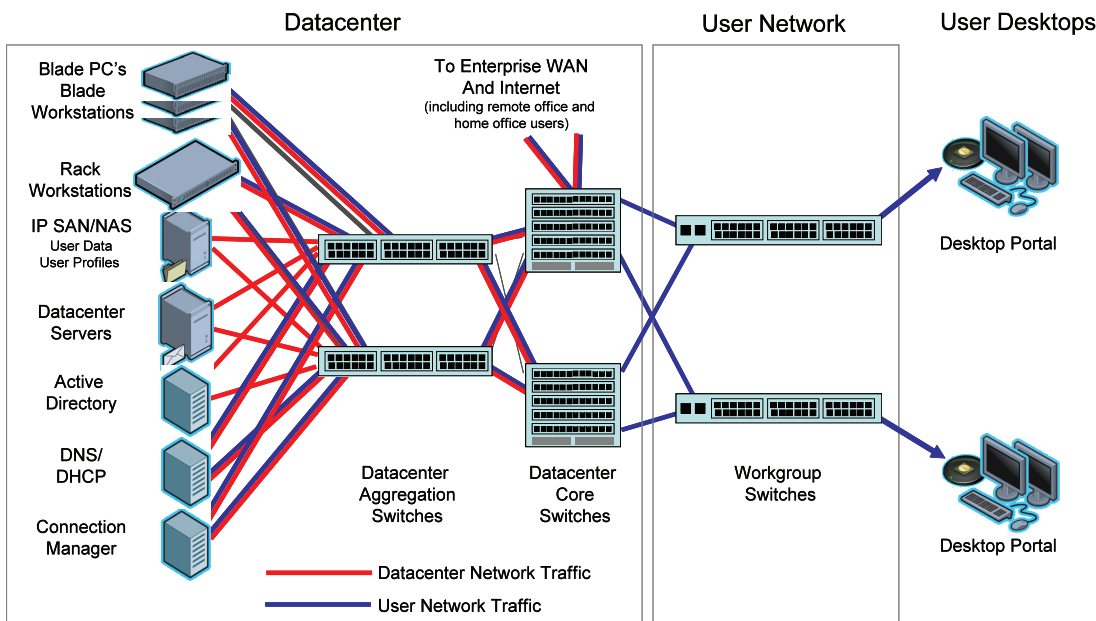 Datacenter
User Network
User Desktops
Blade PC's
Blade
Workstations
To Enterprise WAN
And Internet
(including remote office and
home office users)
Rack
Workstations
IP SAN/NAS
User Data
User Profiles
Datacenter
Servers
Active
Directory
DNS/
DHCP
Connection
Manager
Datacenter
Aggregation
Switches
Datacenter
Core
Switches
Workgroup
Switches
Desktop Portal
Desktop Portal
Datacenter Network Traffic
User Network Traffic